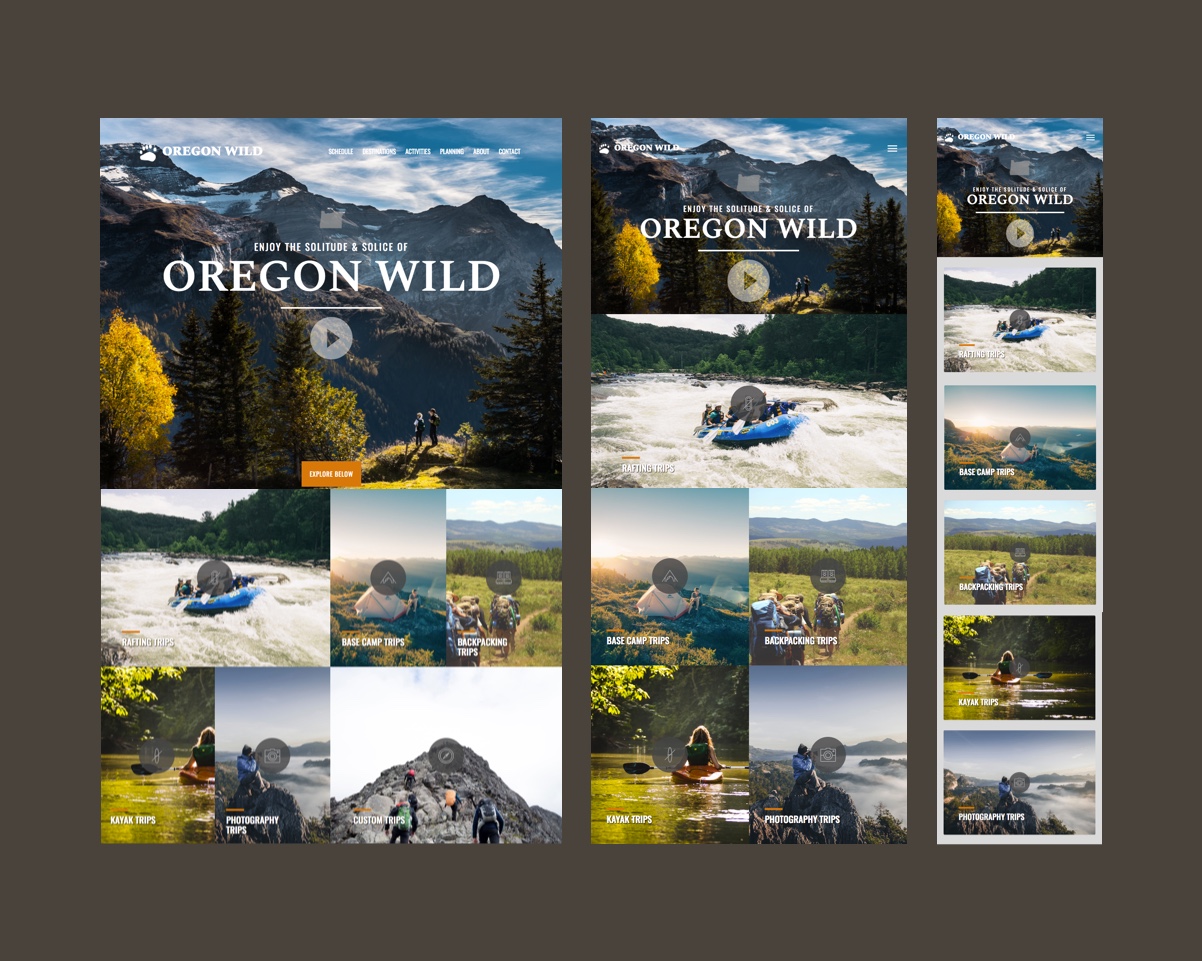 OREGON WILD
SCHEDULE DESTINATIONS ACTIVITIES PLANNING ABOUT CONTACT
ENJOY THE SOLITUDE & SOLICE OF
OREGON WILD
EXPLORE BELOW
RAFTING TRIPS
BASE CAMP TRIPS
BACKPACKING
TRIPS
KAYAK TRIPS
PHOTOGRAPHY
TRIPS
CUSTOM TRIPS
OREGON WILD
ENJOY THE SOLITUDE & SOLICE OF
OREGON WILD
RAFTING TRIPS
BASE CAMP TRIPS
BACKPACKING TRIPS
KAYAK TRIPS
PHOTOGRAPHY TRIPS
OREGON WILD
ENJOY THE SOLITUDE & SOLICE OF
OREGON WILD
RAFTING TRIPS
BASE CAMP TRIPS
BACKPACKING TRIPS
KAYAK TRIPS
PHOTOGRAPHY TRIPS